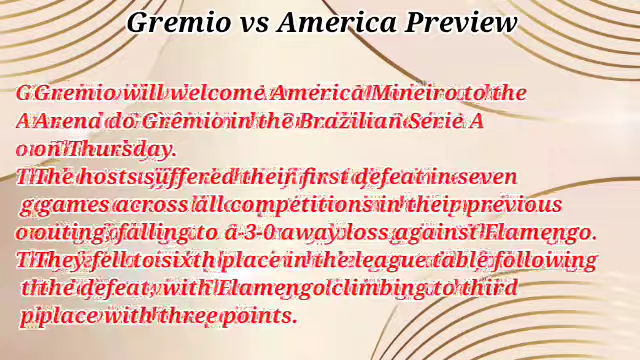 Gremio vs America Preview
Gremio will welcome America Mineiro to the
Arena do Grêmio in the Brazilian Serie A
on Thursday.
The hosts suffered their first defeat in seven
games across all competitions in their previous
outing, falling to a 3-0 away loss against Flamengo.
They fell to sixth place in the league table following
the defeat, with Flamengo climbing to third
place with three points.